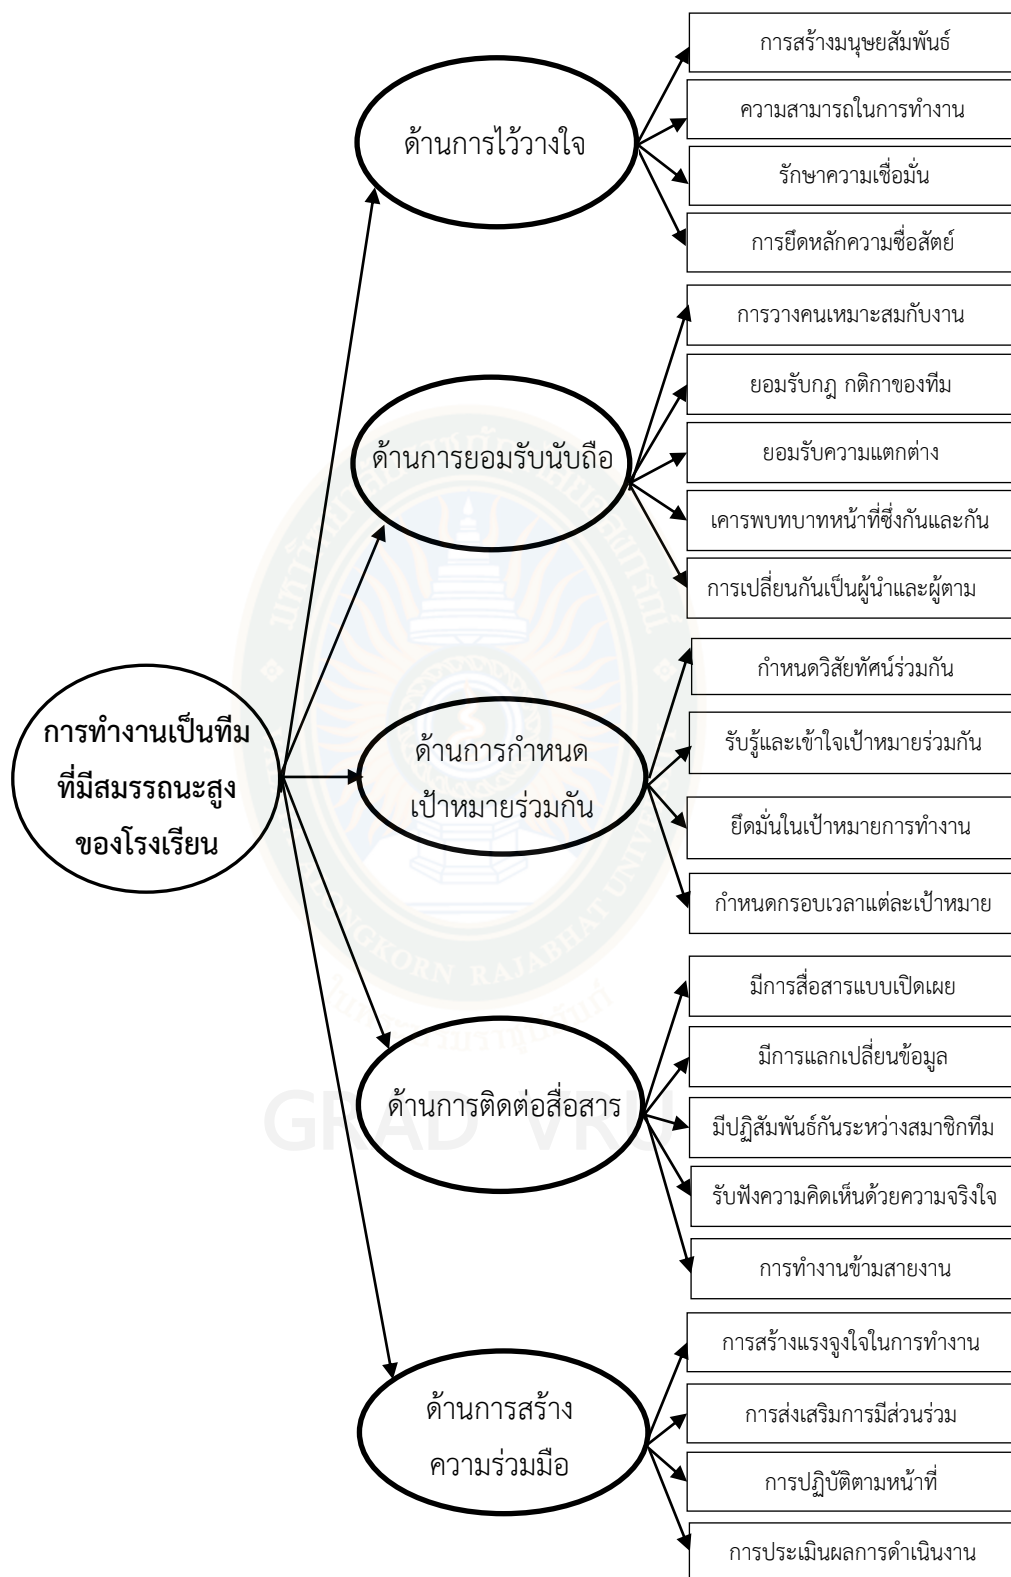 การทำงานเป็นทีม
ที่มีสมรรถนะสูง
ของโรงเรียน
ด้านการไว้วางใจ
การสร้างมนุษยสัมพันธ์
ความสามารถในการทำงาน
รักษาความเชื่อมั่น
การยึดหลักความซื่อสัตย์
ด้านการยอมรับนับถือ
การวางคนเหมาะสมกับงาน
ยอมรับกฎ กติกาของทีม
ยอมรับความแตกต่าง
เคารพบทบาทหน้าที่ซึ่งกันและกัน
การเปลี่ยนกันเป็นผู้นำและผู้ตาม
ด้านการกำหนด
เป้าหมายร่วมกัน
กำหนดวิสัยทัศน์ร่วมกัน
รับรู้และเข้าใจเป้าหมายร่วมกัน
ยึดมั่นในเป้าหมายการทำงาน
กำหนดกรอบเวลาแต่ละเป้าหมาย
ด้านการติดต่อสื่อสาร
มีการสื่อสารแบบเปิดเผย
มีการแลกเปลี่ยนข้อมูล
มีปฏิสัมพันธ์กันระหว่างสมาชิกทีม
รับฟังความคิดเห็นด้วยความจริงใจ
การทำงานข้ามสายงาน
ด้านการสร้าง
ความร่วมมือ
การสร้างแรงจูงใจในการทำงาน
การส่งเสริมการมีส่วนร่วม
การปฏิบัติตามหน้าที่
การประเมินผลการดำเนินงาน
GRAD VRU
RAJABHAT